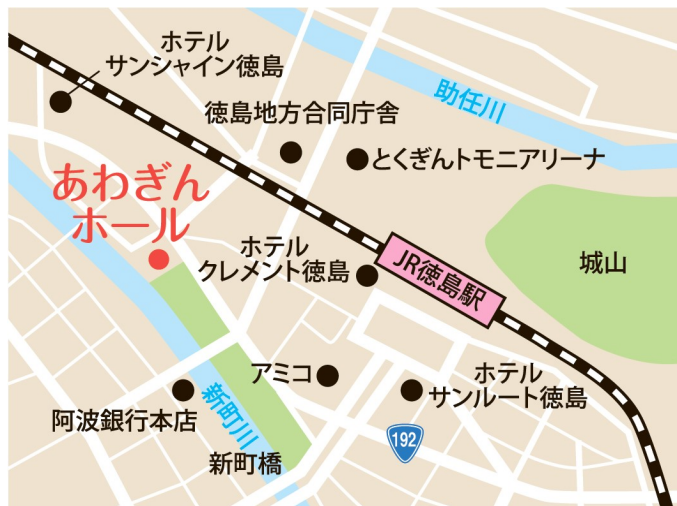 ホテル
サンシャイン徳島
助任川
徳島地方合同庁舎
とくぎんトモニアリーナ
あわぎん
ホール
ホテル
クレメント徳島
JR徳島駅
城山
アミコ
ホテル
サンルート徳島
阿波銀行本店
新町川
192
新町橋